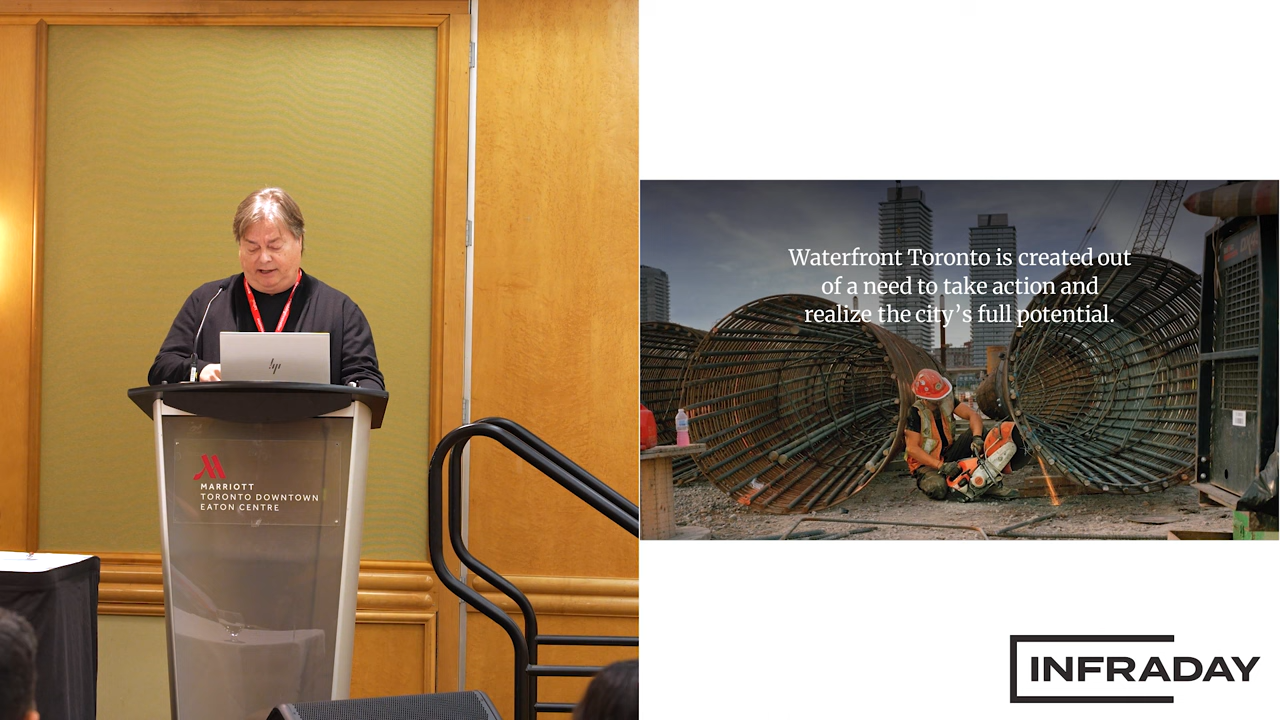 MARRIOTT
TORONTO DOWNTOWN
EATON CENTRE
hp
Waterfront Toronto is created out
of a need to take action and
realize the city's full potential.
INFRADAY